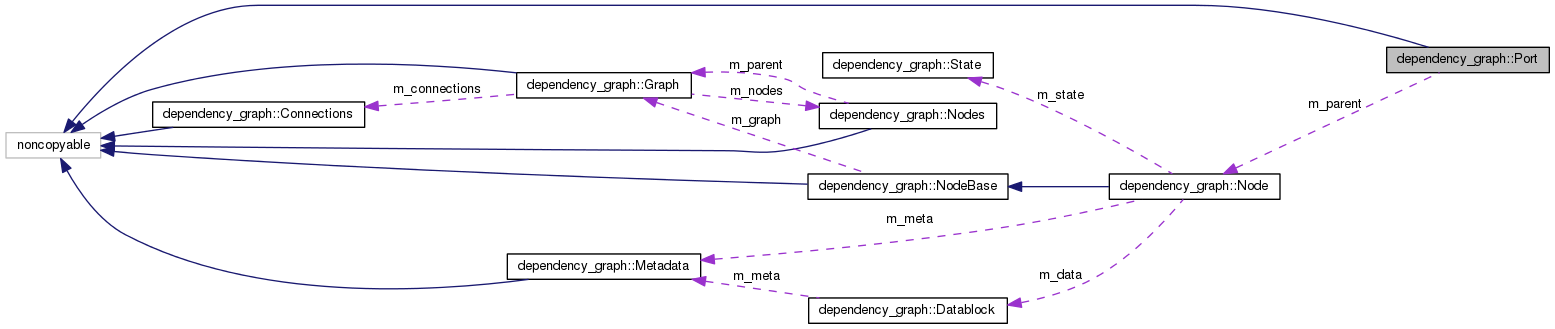 dependency_graph::Port
dependency_graph::State
m_parent
dependency_graph::Graph
m_connections
m_nodes
m_state
m_parent
dependency_graph::Connections
dependency_graph::Nodes
m_graph
noncopyable
dependency_graph::NodeBase
dependency_graph::Node
m_meta
dependency_graph::Metadata
m_meta
m_data
dependency_graph::Datablock